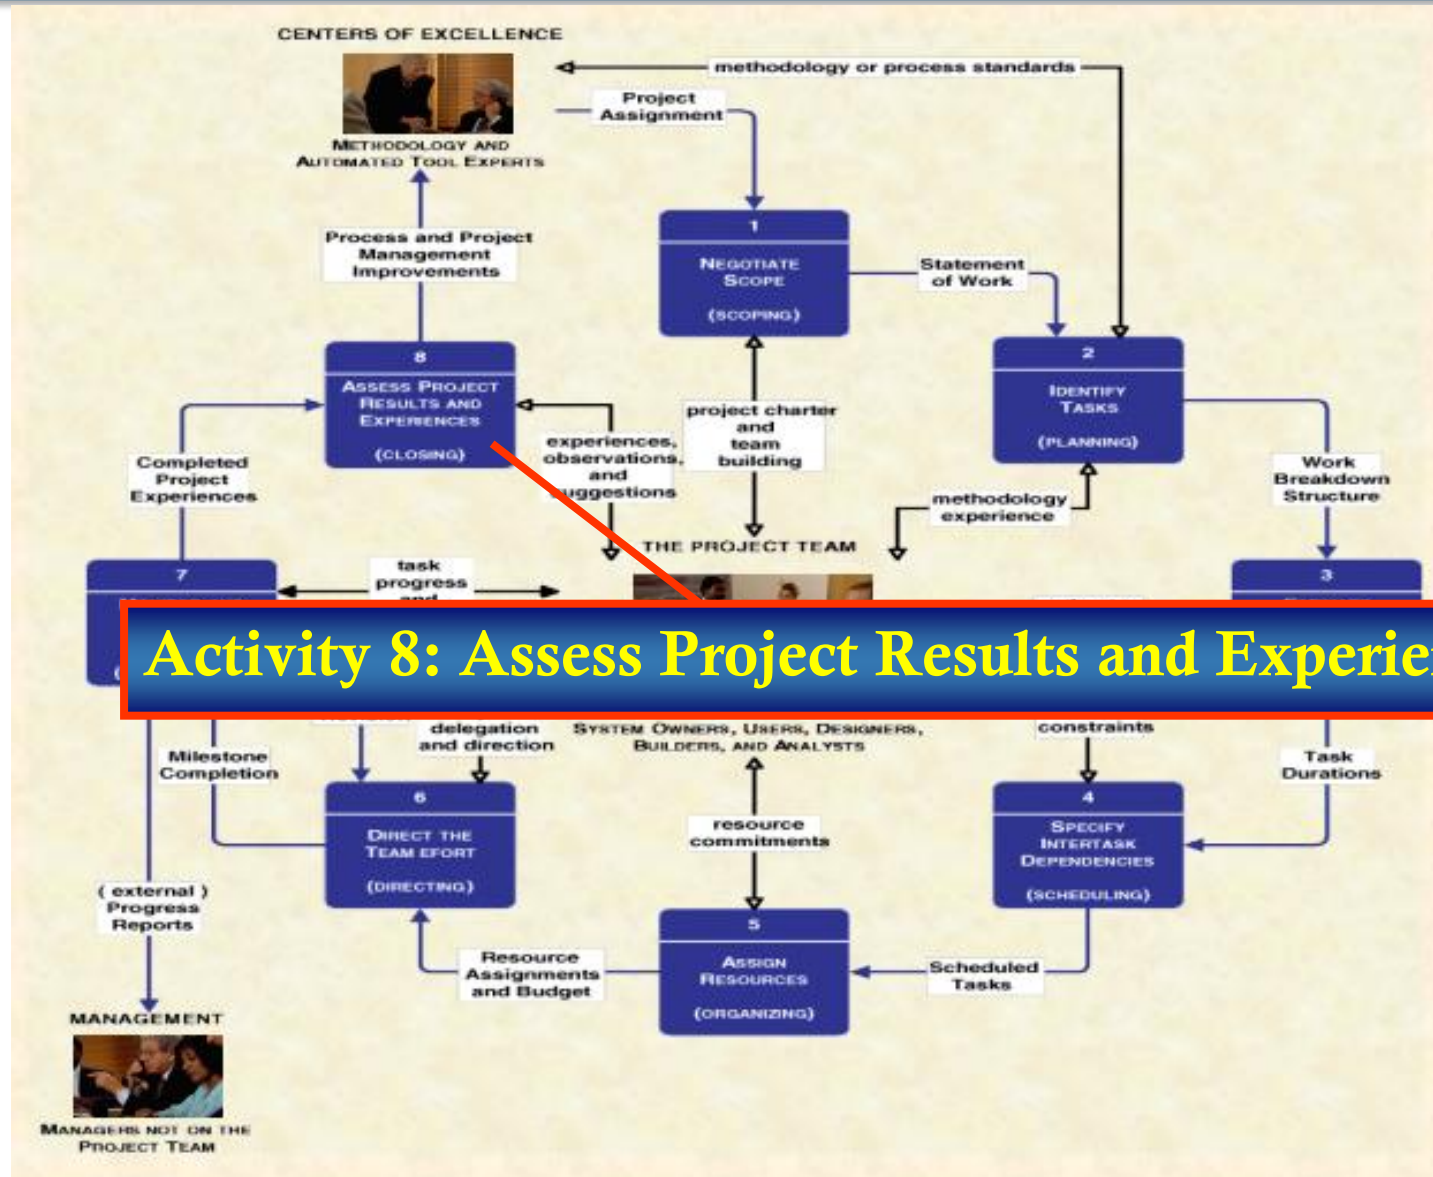 CENTERS OF EXCELLENCE
METHODOLOGY AND
AUTOMATED TOOL EXPERTS
methodology or process standards
Project
Assignment
Process and Project
Management
Improvements
1
NEGOTIATE
SCOPE
(SCOPING)
Statement
of Work
2
IDENTIFY
TASKS
(PLANNING)
8
ASSESS PROJECT
RESULTS AND
EXPERIENCES
(CLOSING)
project charter
and
team
building
experiences,
observations,
and
suggestions
Completed
Project
Experiences
Work
Breakdown
Structure
methodology
experience
THE PROJECT TEAM
7
task
progress
and
3
Activity 8: Assess Project Results and Experie
delegation
and direction
SYSTEM OWNERS, USERS, DESIGNERS,
BUILDERS, AND ANALYSTS
constraints
Milestone
Completion
Task
Durations
6
DIRECT THE
TEAM EFORT
(DIRECTING)
resource
commitments
4
SPECIFY
INTERTASK
DEPENDENCIES
(SCHEDULING)
( external )
Progress
Reports
5
ASSIGN
RESOURCES
(ORGANIZING)
Resource
Assignments
and Budget
Scheduled
Tasks
MANAGEMENT
MANAGERS NOT ON THE
PROJECT TEAM